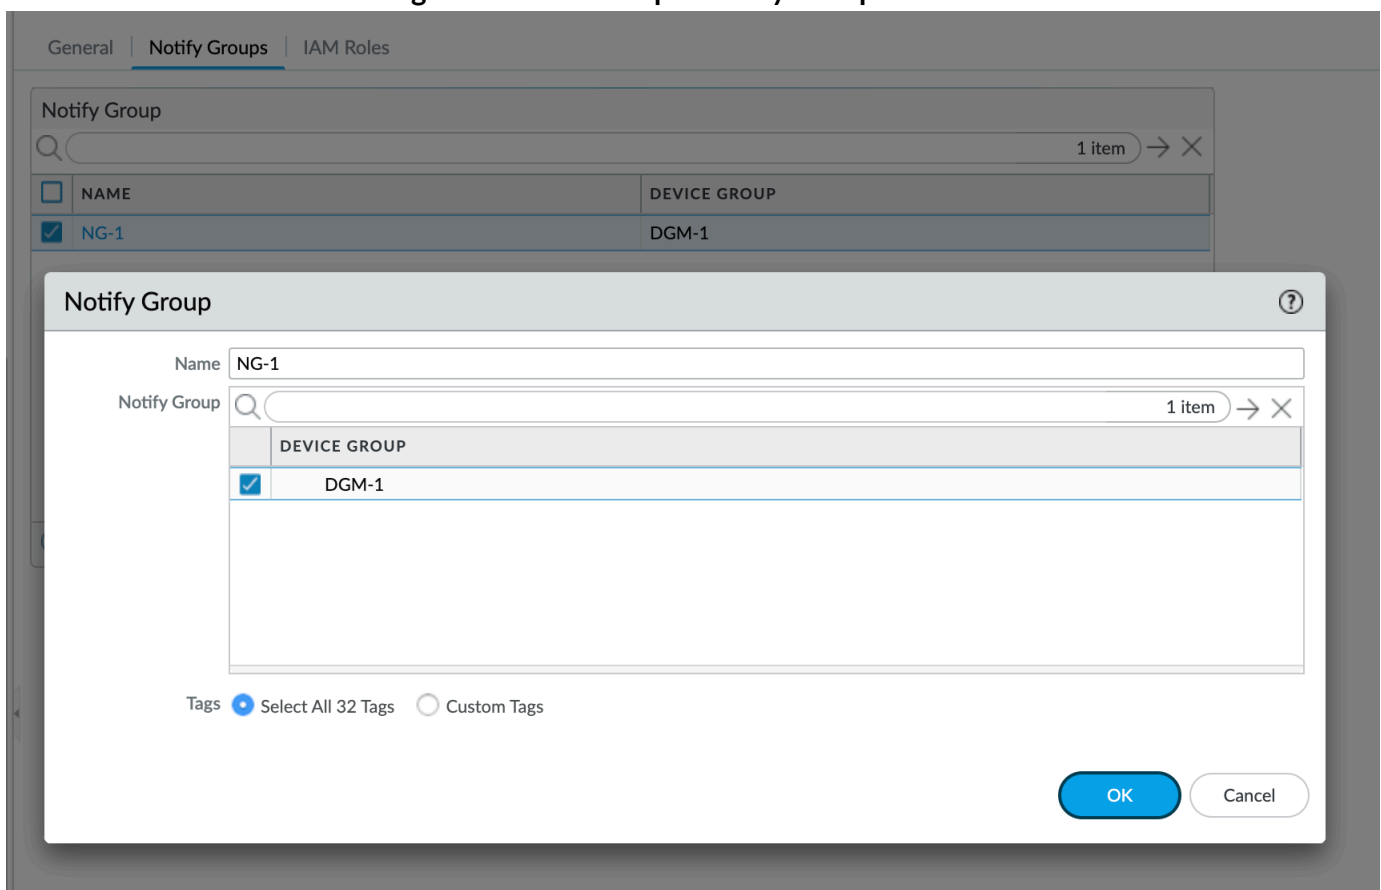 General Notify Groups IAM Roles
Notify Group
1 item
NAME DEVICE GROUP
NG-1 DGM-1
Notify Group ?
Name NG-1
Notify Group 1 item
DEVICE GROUP
DGM-1
Tags Select All 32 Tags Custom Tags
OK Cancel